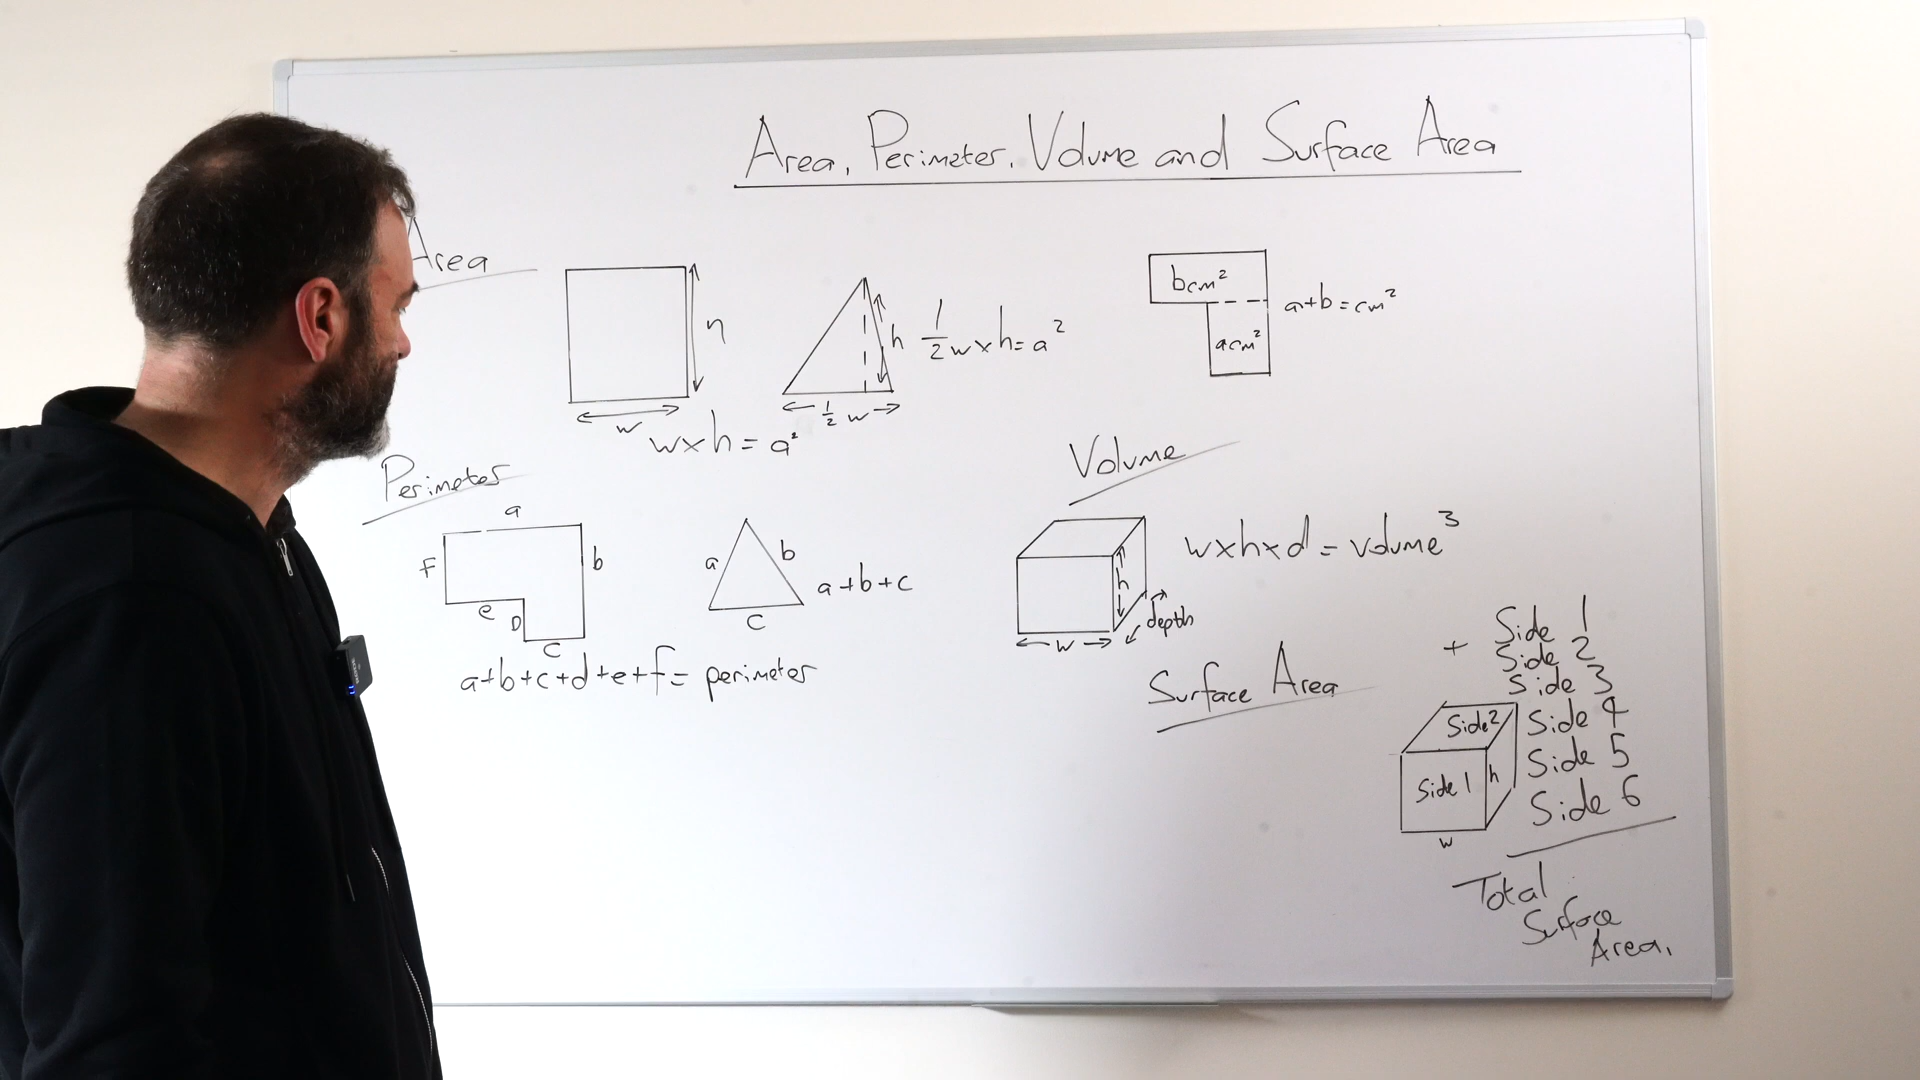 Area, Perimeter, Volume and Surface Area
Area
h
w
w×h = a²
h
½ w
½ w×h = a²
bcm²
acm²
a+b = cm²
Perimeter
a
b
c
D
e
F
a+b+c+d+e+f = perimeter
a
b
c
a+b+c
Volume
h
w
depth
w×h×d = volume³
Surface Area
Side 2
Side 1
h
w
+ Side 1
Side 2
Side 3
Side 4
Side 5
Side 6
Total
Surface
Area.